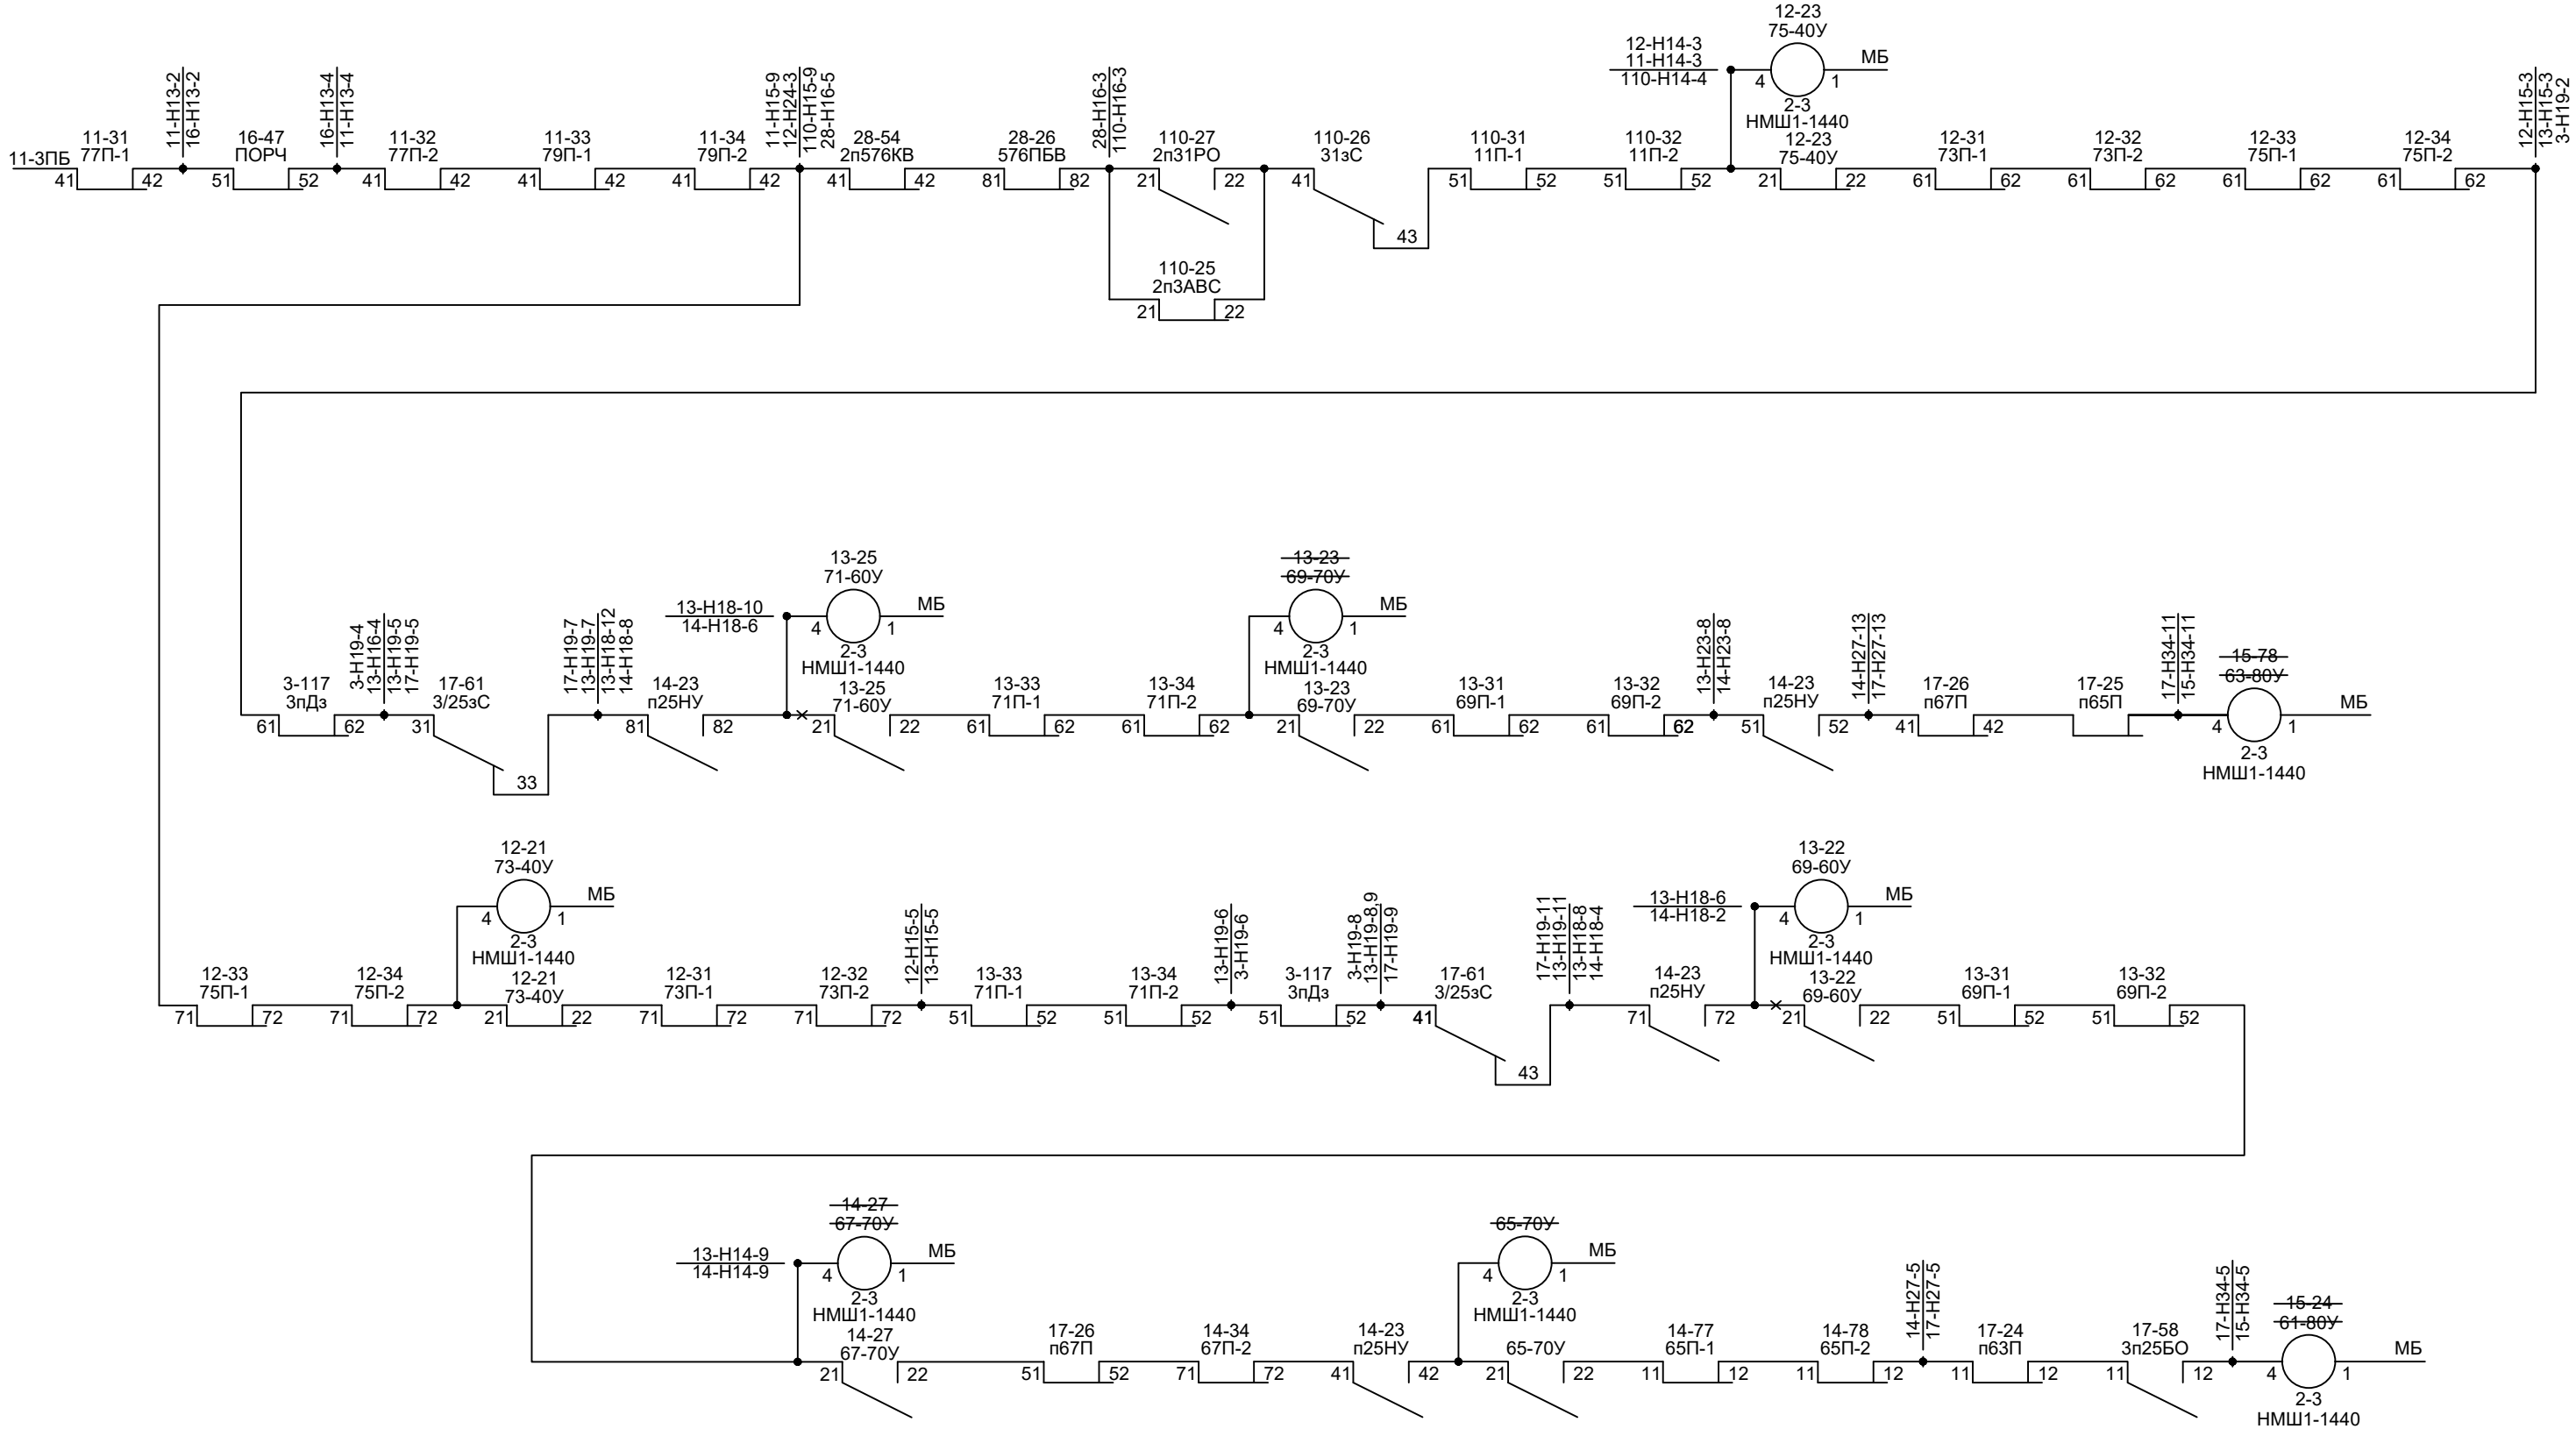 12-23
75-40У
МБ
4
1
2-3
НМШ1-1440
12-Н14-3
11-Н14-3
110-Н14-4
11-3ПБ
11-31
77П-1
41
42
11-Н13-2
16-Н13-2
16-47
ПОРЧ
51
52
16-Н13-4
11-Н13-4
11-32
77П-2
41
42
11-33
79П-1
41
42
11-34
79П-2
41
42
11-Н15-9
12-Н24-3
110-Н15-9
28-Н16-5
28-54
2п576КВ
41
42
28-26
576ПБВ
81
82
28-Н16-3
110-Н16-3
110-27
2п31РО
21
22
110-25
2п3АВС
21
22
110-26
31зС
41
43
110-31
11П-1
51
52
110-32
11П-2
51
52
12-23
75-40У
21
22
12-31
73П-1
61
62
12-32
73П-2
61
62
12-33
75П-1
61
62
12-34
75П-2
61
62
12-Н15-3
13-Н15-3
3-Н19-2
3-117
3пДз
61
62
3-Н19-4
13-Н16-4
13-Н19-5
17-Н19-5
17-61
3/25зС
31
33
17-Н19-7
13-Н19-7
13-Н18-12
14-Н18-8
14-23
п25НУ
81
82
13-Н18-10
14-Н18-6
13-25
71-60У
МБ
4
1
2-3
НМШ1-1440
13-25
71-60У
21
22
13-33
71П-1
61
62
13-34
71П-2
61
62
13-23
69-70У
МБ
4
1
2-3
НМШ1-1440
13-23
69-70У
21
22
13-31
69П-1
61
62
13-32
69П-2
61
62
13-Н23-8
14-Н23-8
14-23
п25НУ
51
52
14-Н27-13
17-Н27-13
17-26
п67П
41
42
17-25
п65П
17-Н34-11
15-Н34-11
15-78
63-80У
МБ
4
1
2-3
НМШ1-1440
12-33
75П-1
71
72
12-34
75П-2
71
72
12-21
73-40У
МБ
4
1
2-3
НМШ1-1440
12-21
73-40У
21
22
12-31
73П-1
71
72
12-32
73П-2
71
72
12-Н15-5
13-Н15-5
13-33
71П-1
51
52
13-34
71П-2
51
52
13-Н19-6
3-Н19-6
3-117
3пДз
51
52
3-Н19-8
13-Н19-8,9
17-Н19-9
17-61
3/25зС
41
43
17-Н19-11
13-Н19-11
13-Н18-8
14-Н18-4
14-23
п25НУ
71
72
13-Н18-6
14-Н18-2
13-22
69-60У
МБ
4
1
2-3
НМШ1-1440
13-22
69-60У
21
22
13-31
69П-1
51
52
13-32
69П-2
51
52
13-Н14-9
14-Н14-9
14-27
67-70У
МБ
4
1
2-3
НМШ1-1440
14-27
67-70У
21
22
17-26
п67П
51
52
14-34
67П-2
71
72
14-23
п25НУ
41
42
65-70У
МБ
4
1
2-3
НМШ1-1440
65-70У
21
22
14-77
65П-1
11
12
14-78
65П-2
11
12
14-Н27-5
17-Н27-5
17-24
п63П
11
12
17-58
3п25БО
11
12
17-Н34-5
15-Н34-5
15-24
61-80У
МБ
4
1
2-3
НМШ1-1440